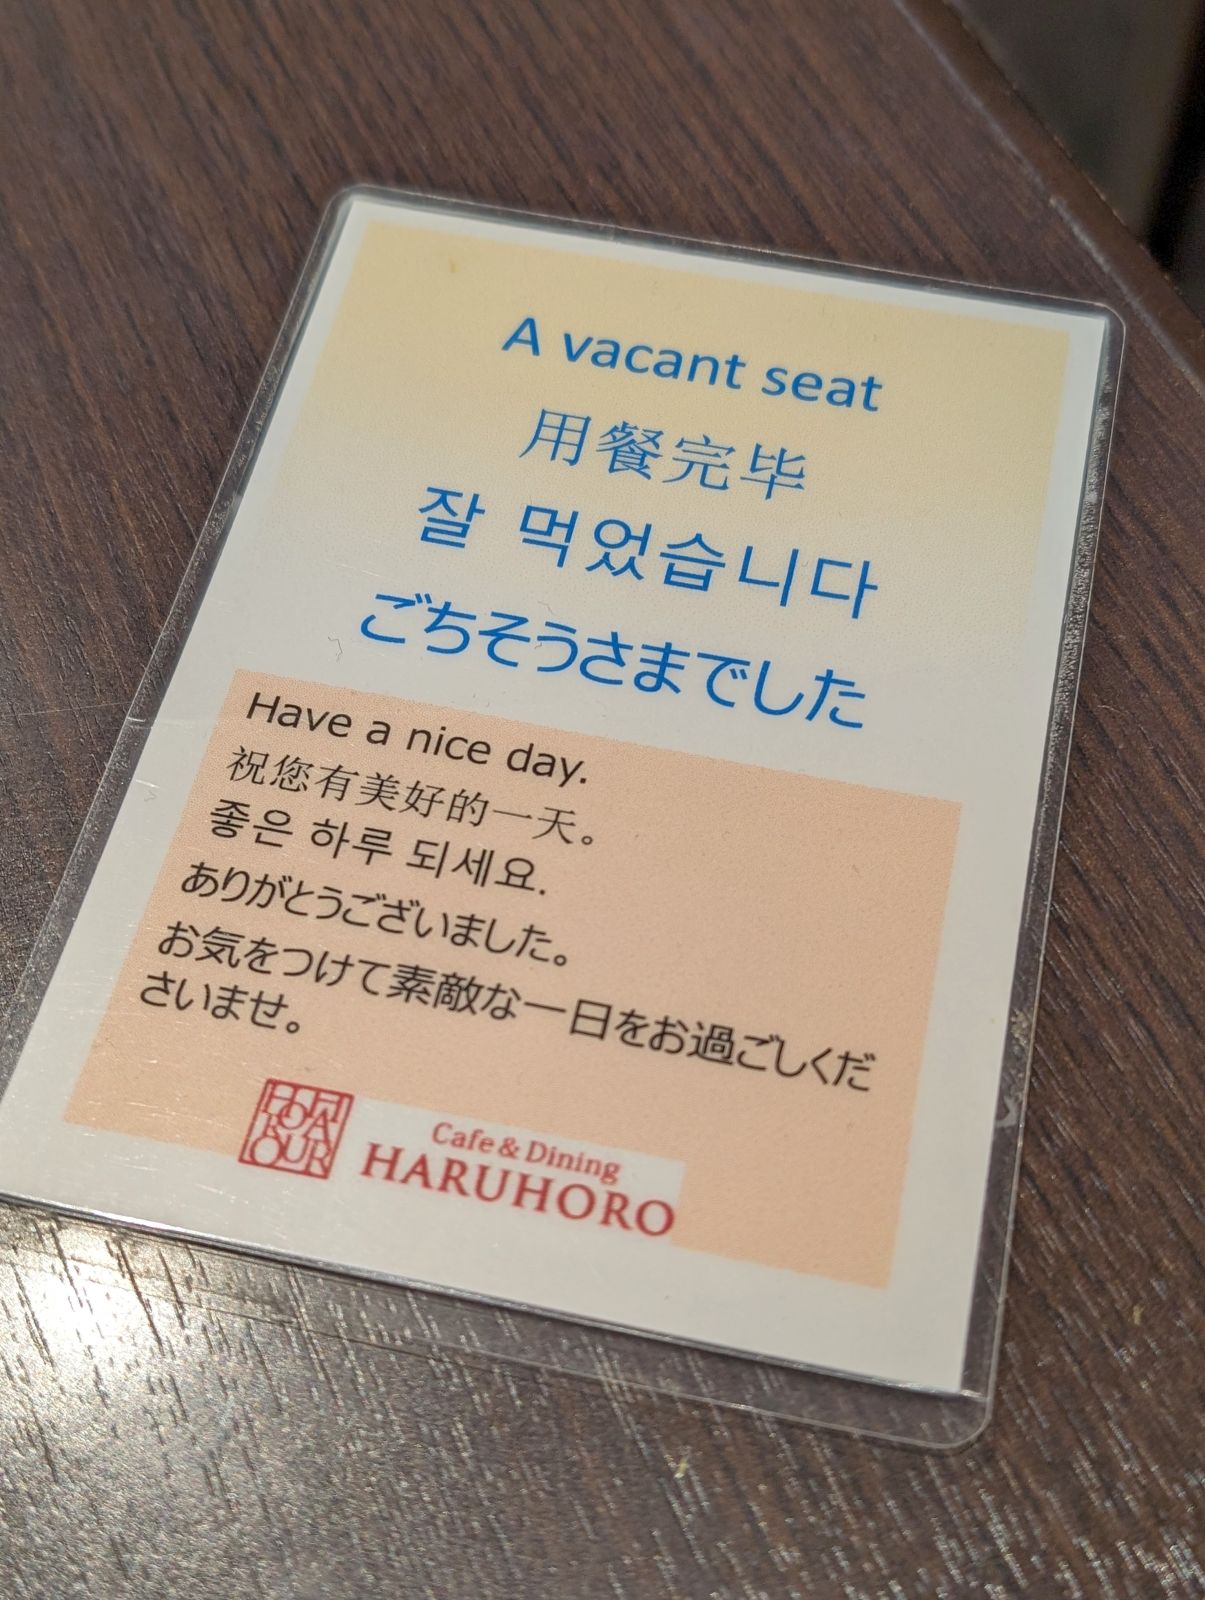 A vacant seat
用餐完毕
잘 먹었습니다
ごちそうさまでした
Have a nice day.
祝您有美好的一天。
좋은 하루 되세요.
ありがとうございました。
お気をつけて素敵な一日をお過ごしくだ
さいませ。
Cafe & Dining
HARUHORO